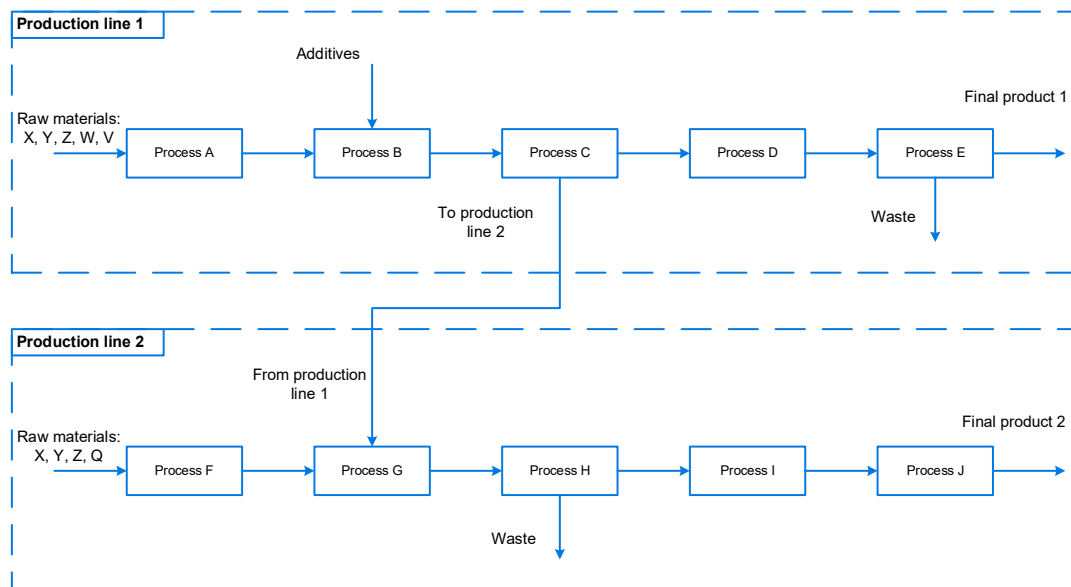 Production line 1
Additives
Final product 1
Raw materials:
X, Y, Z, W, V
Process A
Process B
Process C
Process D
Process E
To production
line 2
Waste
Production line 2
From production
line 1
Final product 2
Raw materials:
X, Y, Z, Q
Process F
Process G
Process H
Process I
Process J
Waste